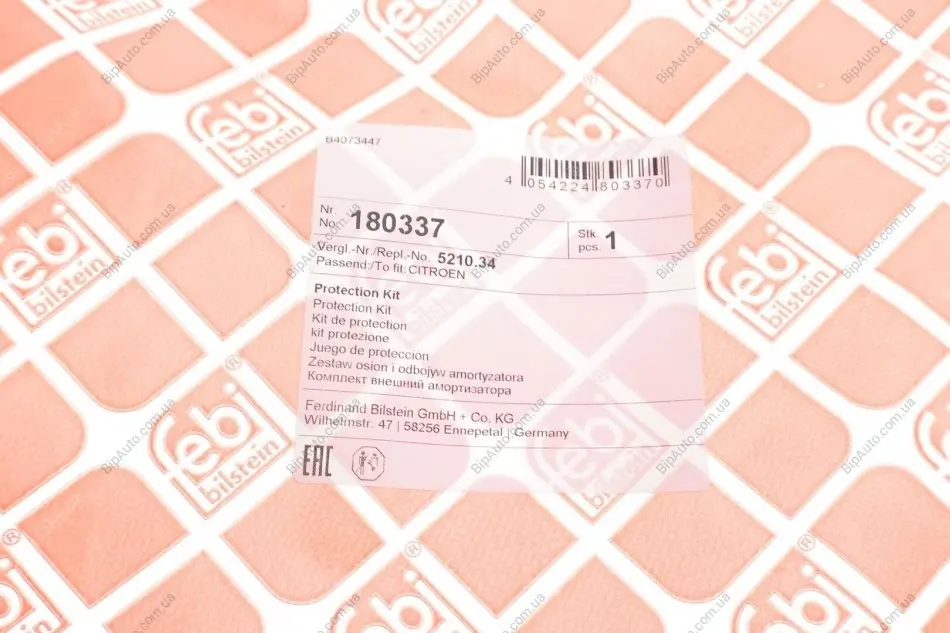 B4073447
4 054224 803370
Nr.
No. 180337
Stk.
pcs. 1
Vergl.-Nr./Repl.-No. 5210.34
Passend:/To fit: CITROEN
Protection Kit
Protection Kit
Kit de protection
kit protezione
Juego de protección
Zestaw osion i odbojyw amortyzatora
Комплект внешний амортизатора
Ferdinand Bilstein GmbH + Co. KG
Wilhelmstr. 47 | 58256 Ennepetal | Germany
EAC
febi
bilstein
BipAuto.com.ua